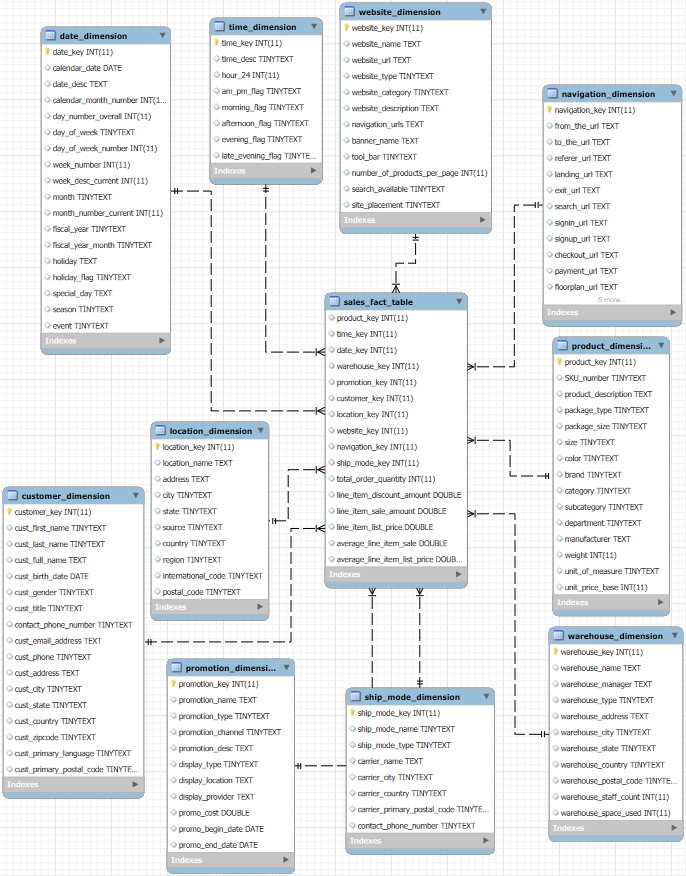 date_dimension
date_key INT(11)
calendar_date DATE
date_desc TEXT
calendar_month_number INT(1...
day_number_overall INT(11)
day_of_week TINYTEXT
day_of_week_number INT(11)
week_number INT(11)
week_desc_current INT(11)
month TINYTEXT
month_number_current INT(11)
fiscal_year TINYTEXT
fiscal_year_month TINYTEXT
holiday TEXT
holiday_flag TINYTEXT
special_day TEXT
season TINYTEXT
event TINYTEXT
Indexes
time_dimension
time_key INT(11)
time_desc TINYTEXT
hour_24 INT(11)
am_pm_flag TINYTEXT
morning_flag TINYTEXT
afternoon_flag TINYTEXT
evening_flag TINYTEXT
late_evening_flag TINYTE...
Indexes
website_dimension
website_key INT(11)
website_name TEXT
website_url TEXT
website_type TINYTEXT
website_category TINYTEXT
website_description TEXT
navigation_urls TEXT
banner_name TEXT
tool_bar TINYTEXT
number_of_products_per_page INT(11)
search_available TINYTEXT
site_placement TINYTEXT
Indexes
navigation_dimension
navigation_key INT(11)
from_the_url TEXT
to_the_url TEXT
referer_url TEXT
landing_url TEXT
exit_url TEXT
search_url TEXT
signin_url TEXT
signup_url TEXT
checkout_url TEXT
payment_url TEXT
floorplan_url TEXT
5 more...
Indexes
sales_fact_table
product_key INT(11)
time_key INT(11)
date_key INT(11)
warehouse_key INT(11)
promotion_key INT(11)
customer_key INT(11)
location_key INT(11)
website_key INT(11)
navigation_key INT(11)
ship_mode_key INT(11)
total_order_quantity INT(11)
line_item_discount_amount DOUBLE
line_item_sale_amount DOUBLE
line_item_list_price DOUBLE
average_line_item_sale DOUBLE
average_line_item_list_price DOUB...
Indexes
product_dimensi...
product_key INT(11)
SKU_number TINYTEXT
product_description TEXT
package_type TINYTEXT
package_size TINYTEXT
size TINYTEXT
color TINYTEXT
brand TINYTEXT
category TINYTEXT
subcategory TINYTEXT
department TINYTEXT
manufacturer TEXT
weight INT(11)
unit_of_measure TINYTEXT
unit_price_base INT(11)
Indexes
location_dimension
location_key INT(11)
location_name TEXT
address TEXT
city TINYTEXT
state TINYTEXT
source TINYTEXT
country TINYTEXT
region TINYTEXT
international_code TINYTEXT
postal_code TINYTEXT
Indexes
customer_dimension
customer_key INT(11)
cust_first_name TINYTEXT
cust_last_name TINYTEXT
cust_full_name TEXT
cust_birth_date DATE
cust_gender TINYTEXT
cust_title TINYTEXT
contact_phone_number TINYTEXT
cust_email_address TEXT
cust_phone TINYTEXT
cust_address TEXT
cust_city TINYTEXT
cust_state TINYTEXT
cust_country TINYTEXT
cust_zipcode TINYTEXT
cust_primary_language TINYTEXT
cust_primary_postal_code TINYTE...
Indexes
promotion_dimensi...
promotion_key INT(11)
promotion_name TEXT
promotion_type TINYTEXT
promotion_channel TINYTEXT
promotion_desc TEXT
display_type TINYTEXT
display_location TEXT
display_provider TEXT
promo_cost DOUBLE
promo_begin_date DATE
promo_end_date DATE
Indexes
ship_mode_dimension
ship_mode_key INT(11)
ship_mode_name TINYTEXT
ship_mode_type TINYTEXT
carrier_name TEXT
carrier_city TINYTEXT
carrier_country TINYTEXT
carrier_primary_postal_code TINYTE...
contact_phone_number TINYTEXT
Indexes
warehouse_dimension
warehouse_key INT(11)
warehouse_name TEXT
warehouse_manager TEXT
warehouse_type TINYTEXT
warehouse_address TEXT
warehouse_city TINYTEXT
warehouse_state TINYTEXT
warehouse_country TINYTEXT
warehouse_postal_code TINYTE...
warehouse_staff_count INT(11)
warehouse_space_used INT(11)
Indexes